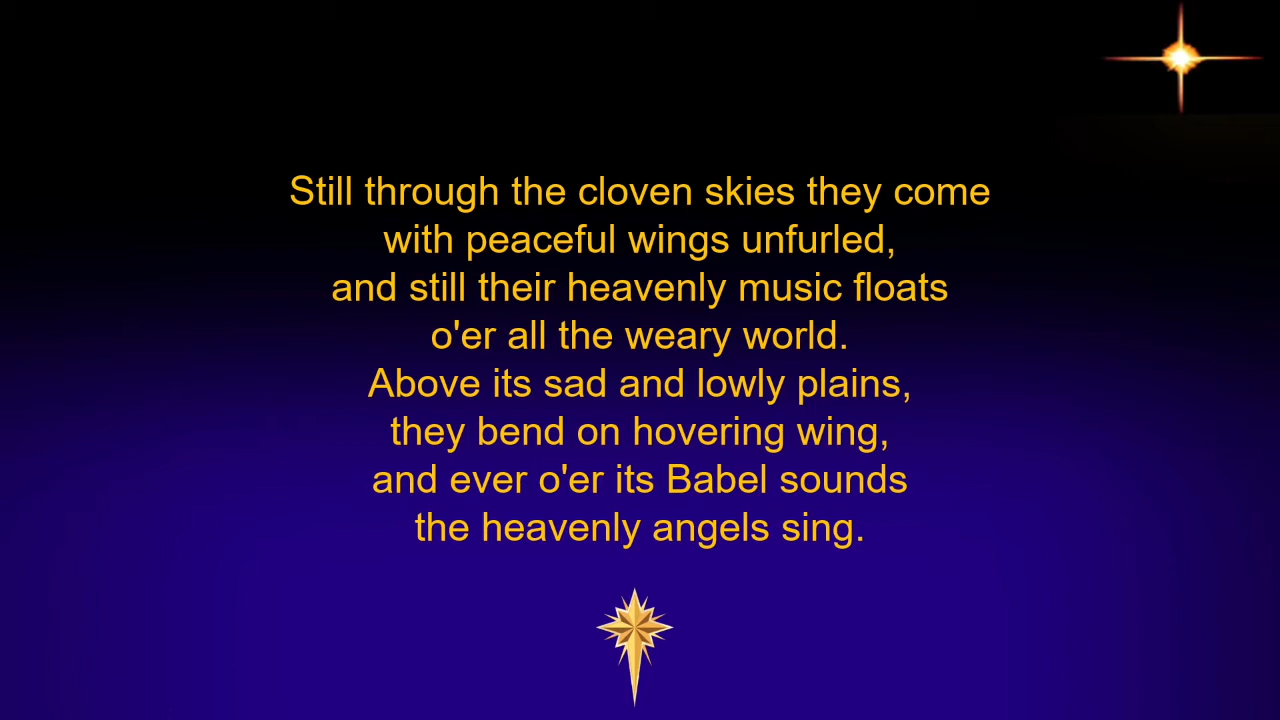 Still through the cloven skies they come
with peaceful wings unfurled,
and still their heavenly music floats
o'er all the weary world.
Above its sad and lowly plains,
they bend on hovering wing,
and ever o'er its Babel sounds
the heavenly angels sing.